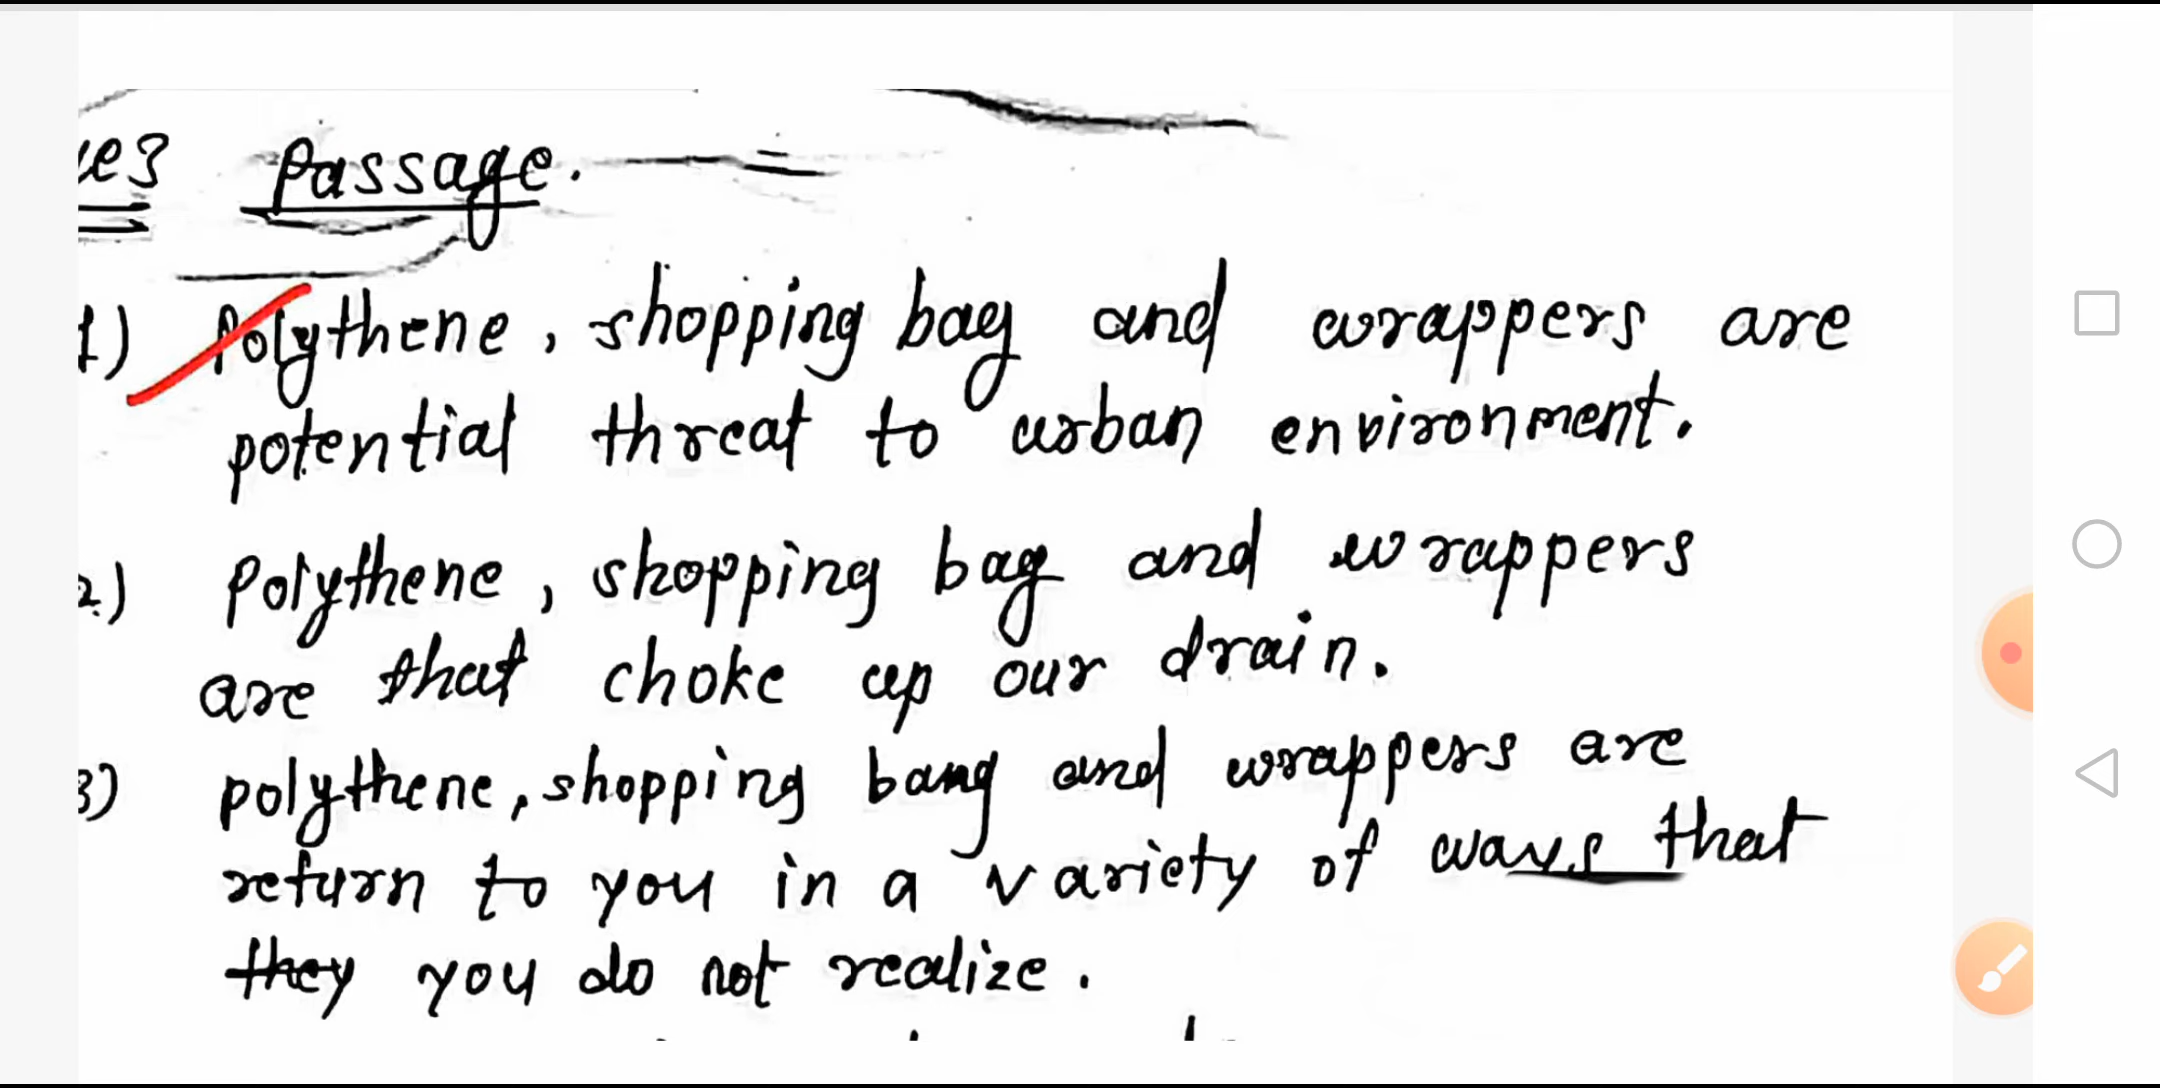 Passage.
1) Polythene, shopping bag and wrappers are
potential threat to urban environment.
2.) Polythene, shopping bag and wrappers
are that choke up our drain.
3) polythene, shopping bang and wrappers are
return to you in a variety of ways that
they you do not realize.